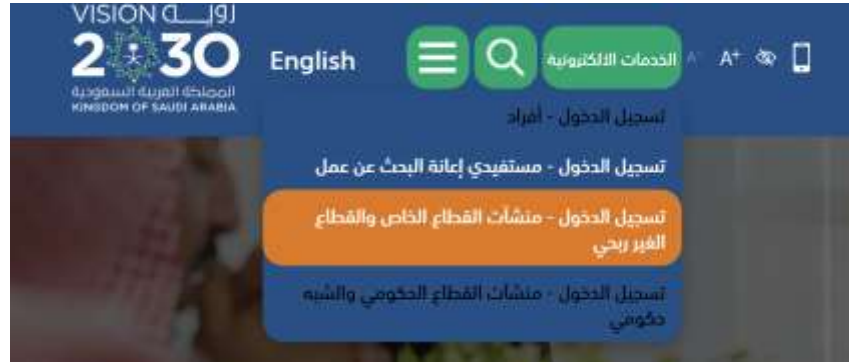 VISION رؤيـــة
2030
المملكة العربية السعودية
KINGDOM OF SAUDI ARABIA
English
الخدمات الالكترونية
A⁻ A⁺
تسجيل الدخول - أفراد
تسجيل الدخول - مستفيدي إعانة البحث عن عمل
تسجيل الدخول - منشآت القطاع الخاص والقطاع
الغير ربحي
تسجيل الدخول - منشآت القطاع الحكومي والشبه
حكومي